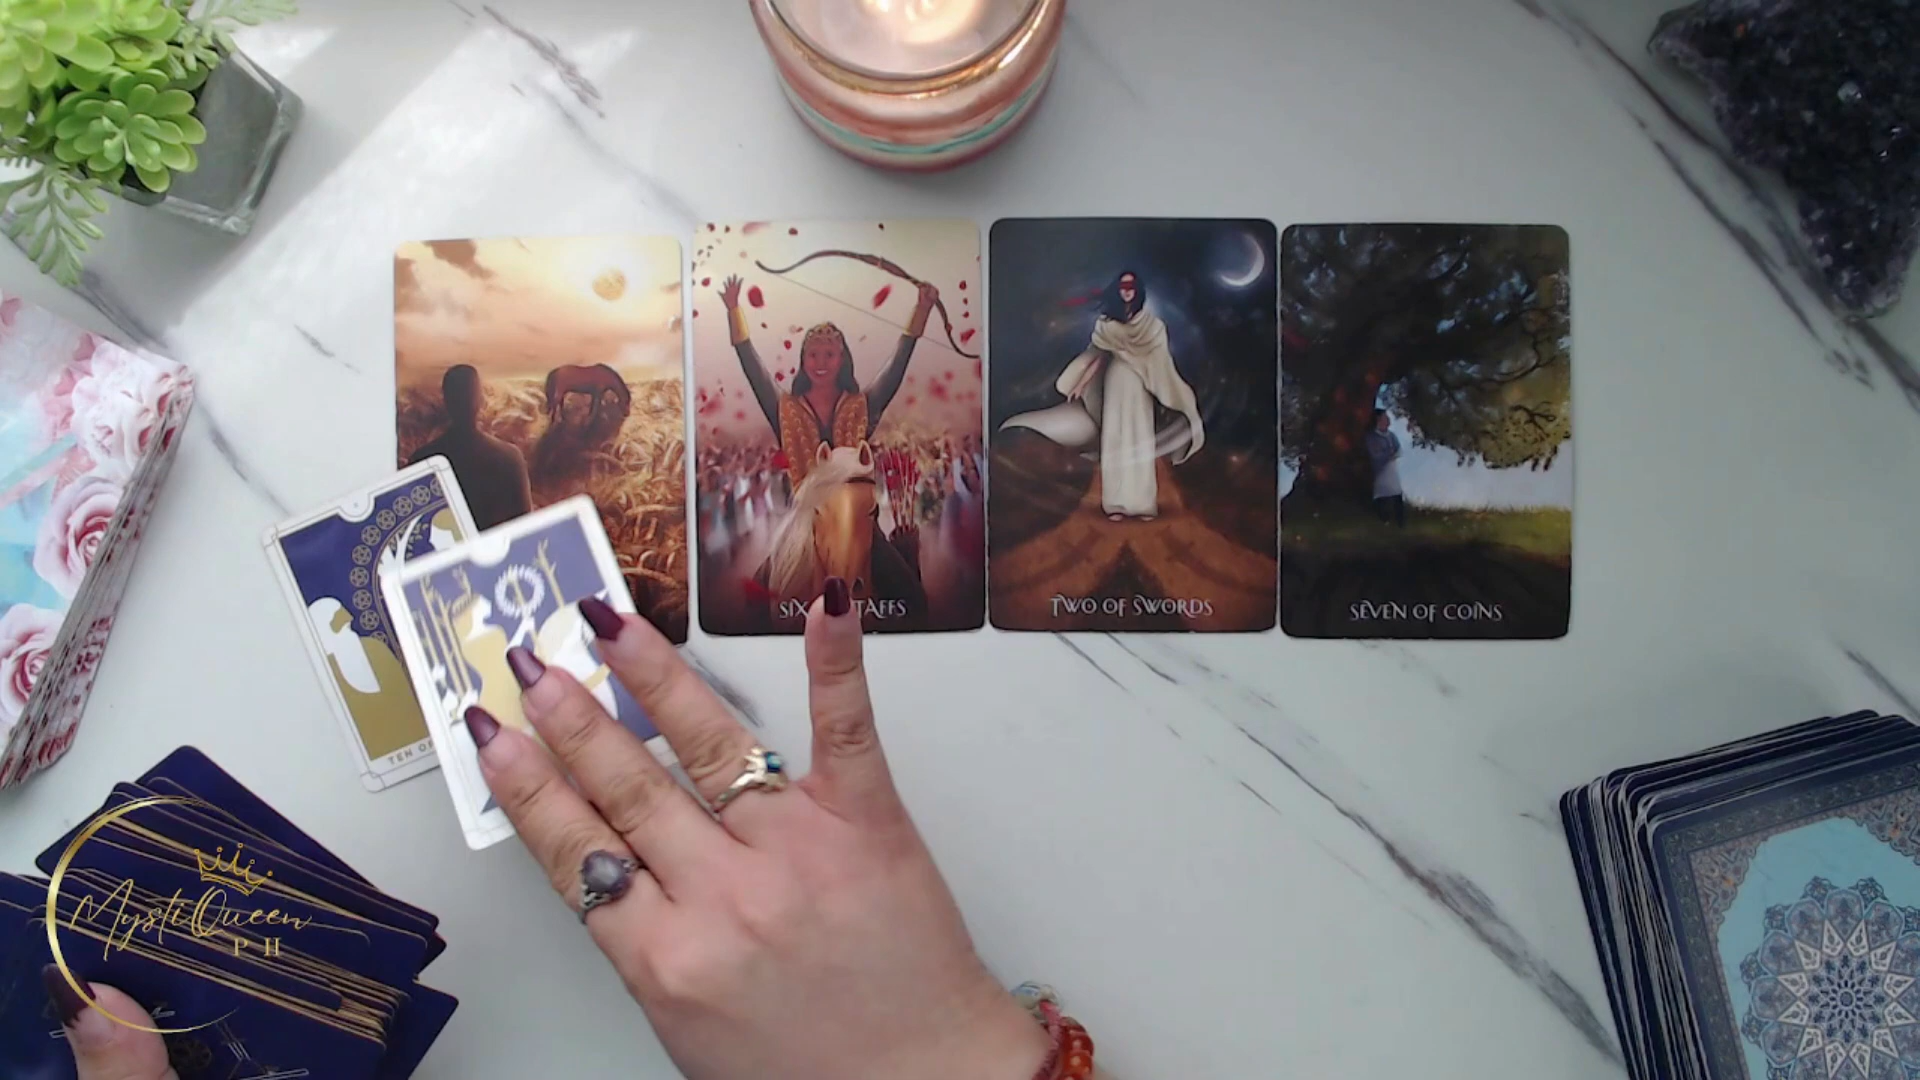 SIX TAFFS
TWO OF SWORDS
SEVEN OF COINS
TEN OF
MystiQueen
PH